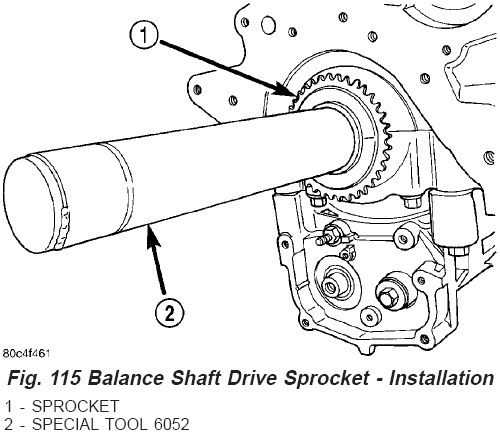 1
2
80c4f461
Fig. 115 Balance Shaft Drive Sprocket - Installation
1 - SPROCKET
2 - SPECIAL TOOL 6052